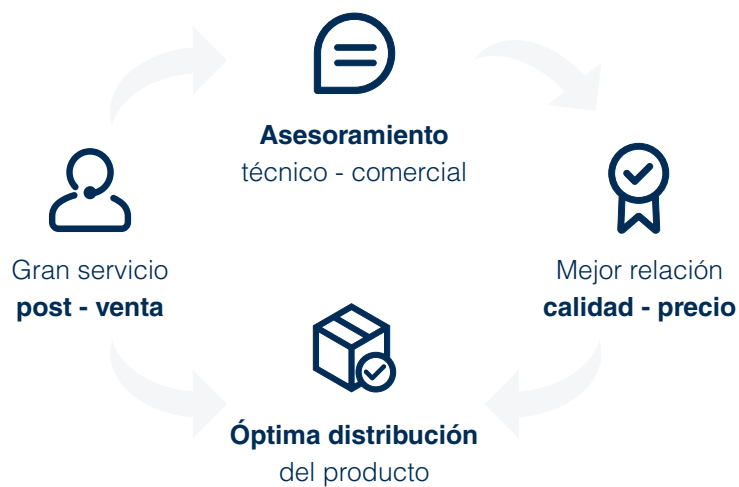 Asesoramiento
técnico - comercial
Gran servicio
post - venta
Mejor relación
calidad - precio
Óptima distribución
del producto